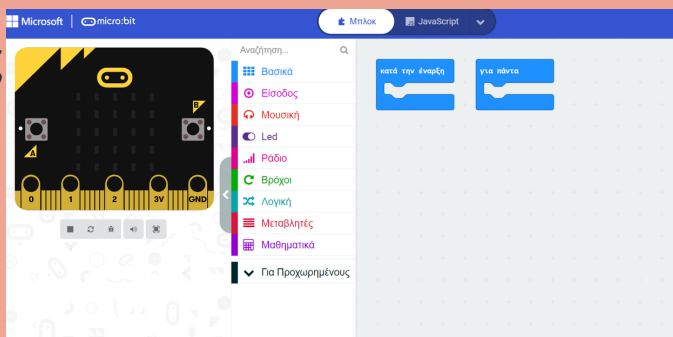 Microsoft
micro:bit
Μπλοκ
JavaScript
Αναζήτηση...
Βασικά
Είσοδος
Μουσική
Led
Ράδιο
Βρόχοι
Λογική
Μεταβλητές
Μαθηματικά
Για Προχωρημένους
κατά την έναρξη
για πάντα
B
A
0 1 2 3V GND